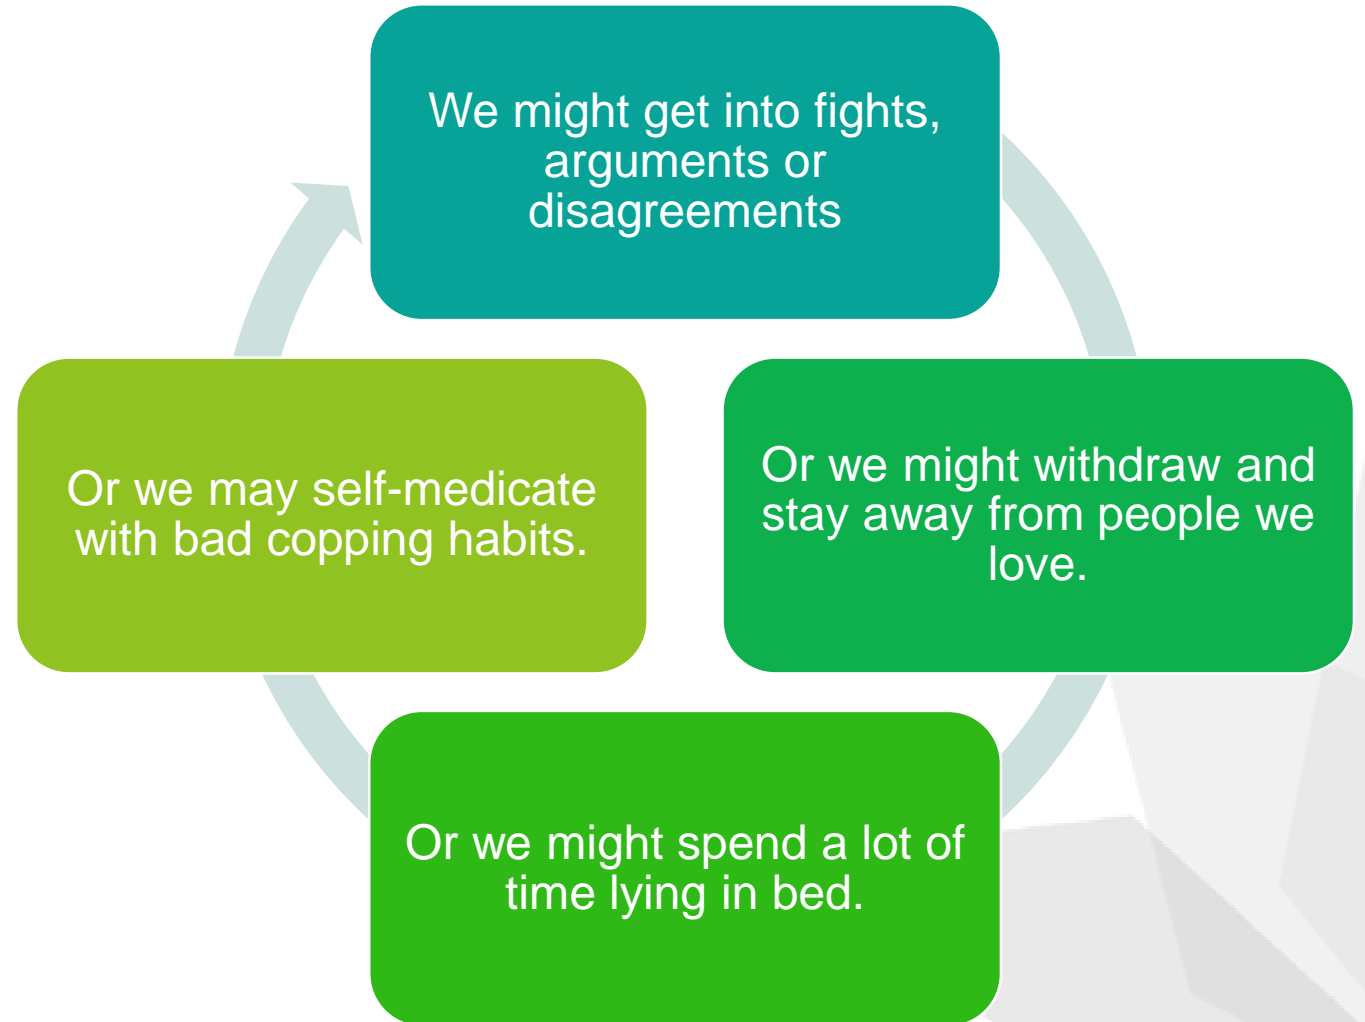 We might get into fights,
arguments or
disagreements
Or we might withdraw and
stay away from people we
love.
Or we might spend a lot of
time lying in bed.
Or we may self-medicate
with bad copping habits.